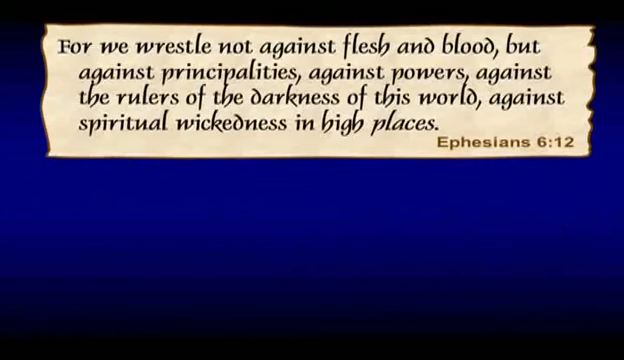 For we wrestle not against flesh and blood, but
against principalities, against powers, against
the rulers of the darkness of this world, against
spiritual wickedness in high places.
Ephesians 6:12